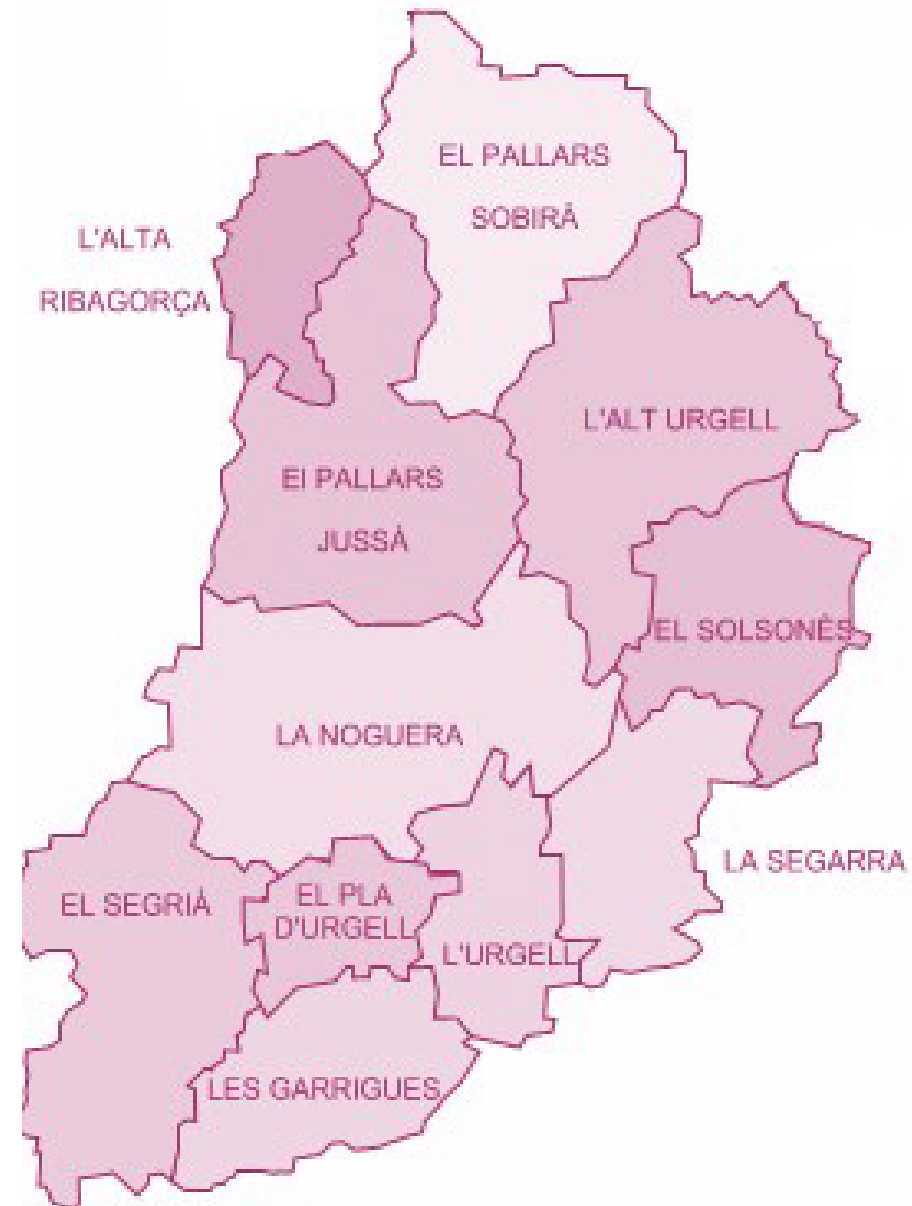 EL PALLARS
SOBIRÀ
L'ALTA
RIBAGORÇA
L'ALT URGELL
El PALLARS
JUSSÀ
EL SOLSONÈS
LA NOGUERA
LA SEGARRA
EL SEGRIÀ
EL PLA
D'URGELL
L'URGELL
LES GARRIGUES